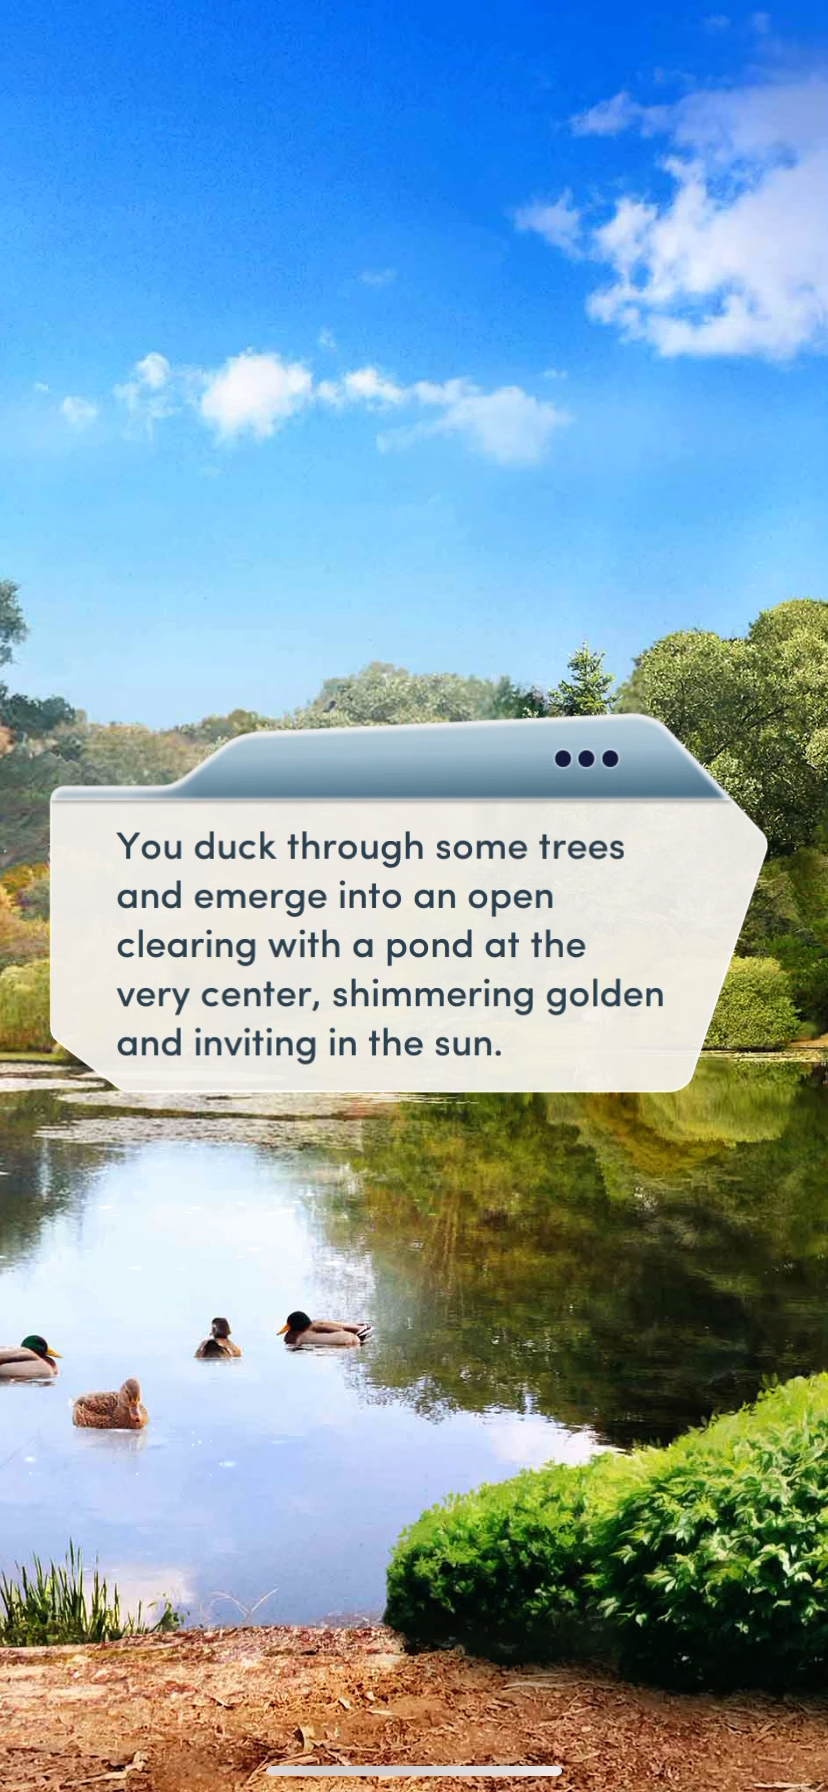 You duck through some trees
and emerge into an open
clearing with a pond at the
very center, shimmering golden
and inviting in the sun.